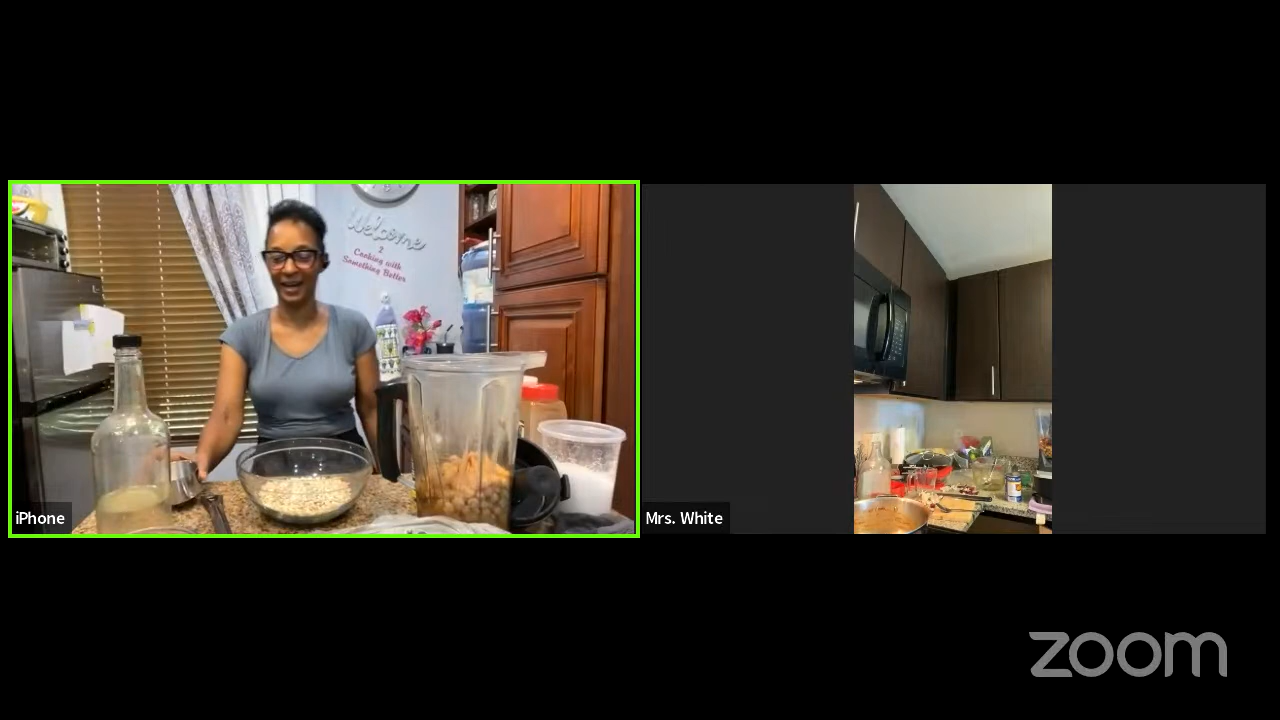 Welcome
2
Cooking with
Something Better
iPhone
Mrs. White
zoom